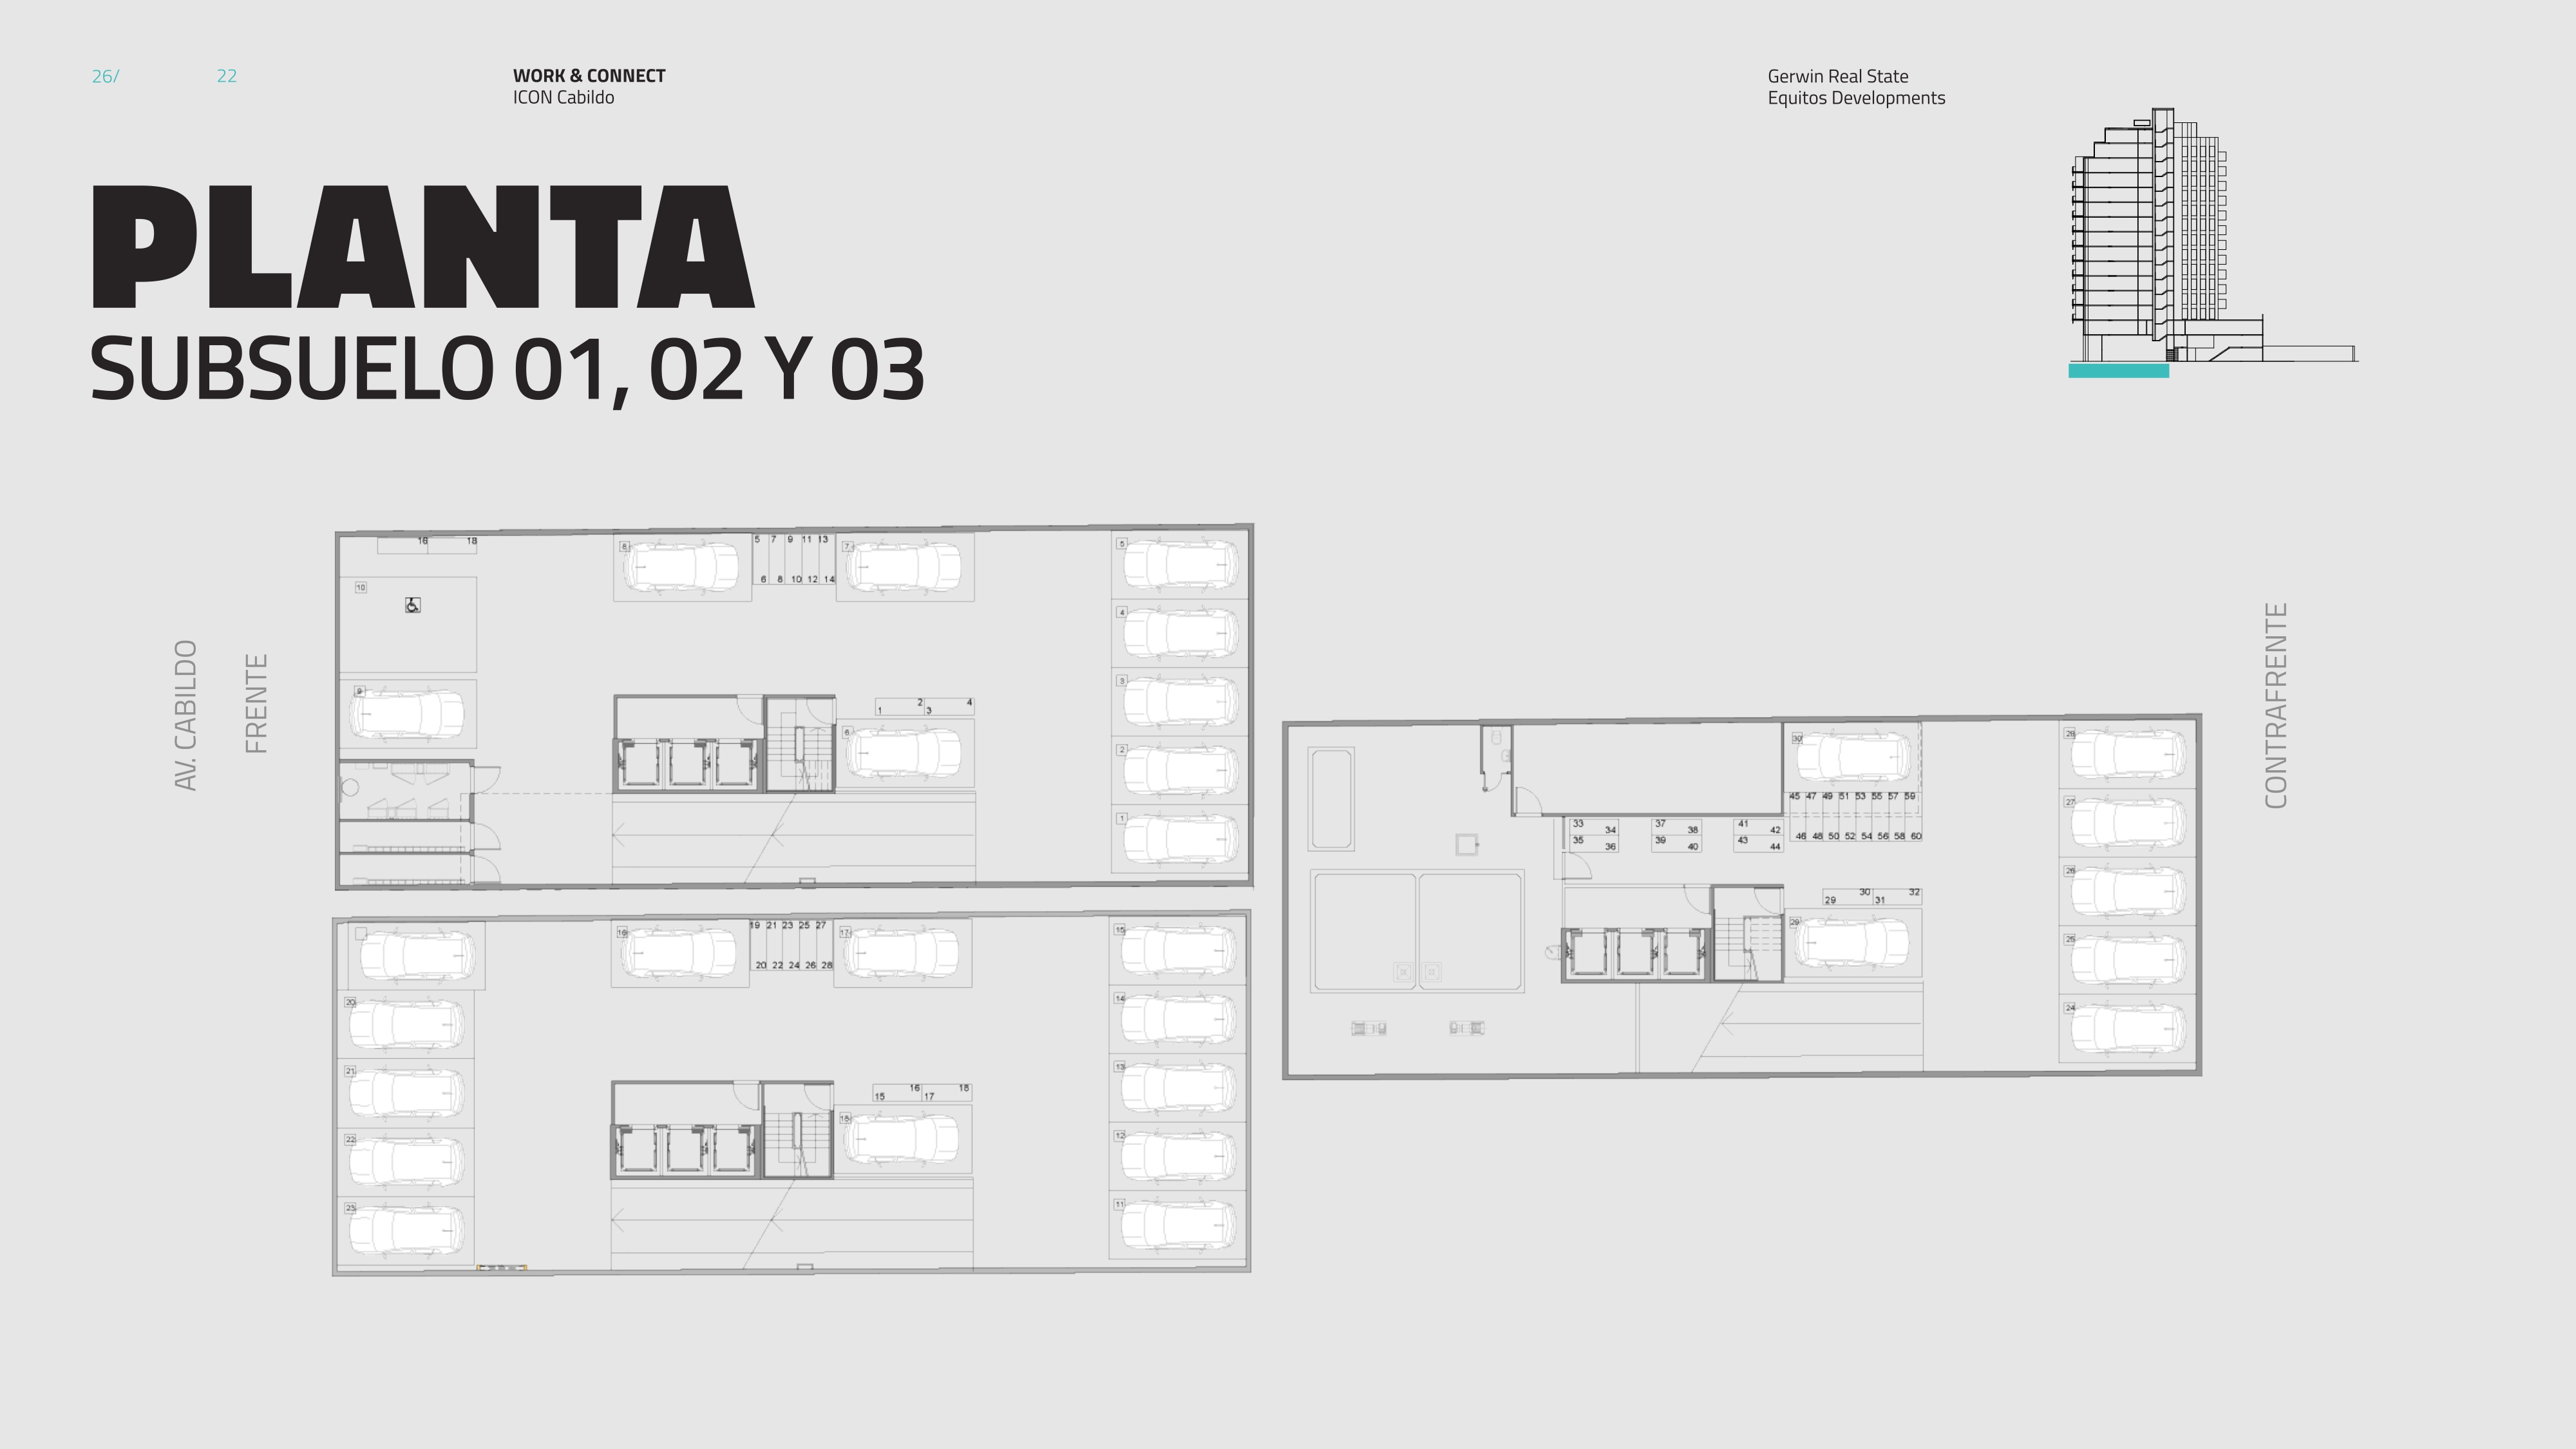 26/ 22
WORK & CONNECT
ICON Cabildo
Gerwin Real State
Equitos Developments
PLANTA
SUBSUELO 01, 02 Y 03
AV. CABILDO
FRENTE
CONTRAFRENTE
16 18
5 7 9 11 13
6 8 10 12 14
7
5
10
4
9
3
2 4
1 3
2
1
19 21 23 25 27
20 22 24 26 28
17
15
20
14
21
13
16 18
15 17
22
12
23
11
30
28
45 47 49 51 53 55 57 59
46 48 50 52 54 56 58 60
27
33 37 41
34 38 42
35 39 43
36 40 44
26
30 32
29 31
29
25
24